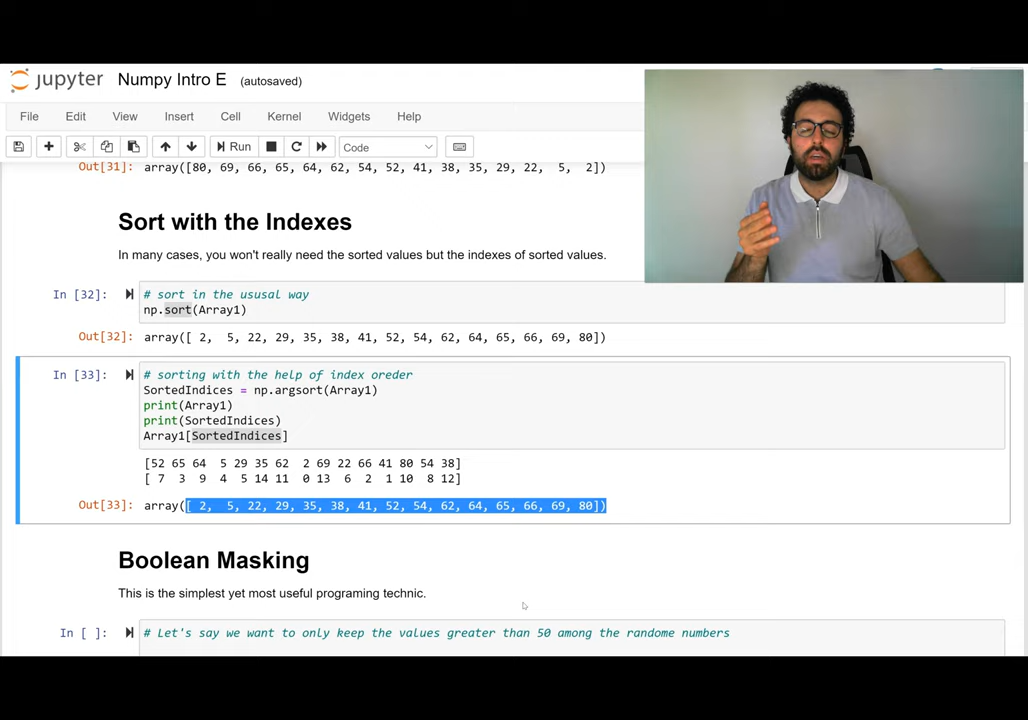 jupyter Numpy Intro E (autosaved)
File Edit View Insert Cell Kernel Widgets Help
Run Code
Out[31]: array([80, 69, 66, 65, 64, 62, 54, 52, 41, 38, 35, 29, 22, 5, 2])
Sort with the Indexes
In many cases, you won't really need the sorted values but the indexes of sorted values.
In [32]: # sort in the ususal way
np.sort(Array1)
Out[32]: array([ 2, 5, 22, 29, 35, 38, 41, 52, 54, 62, 64, 65, 66, 69, 80])
In [33]: # sorting with the help of index oreder
SortedIndices = np.argsort(Array1)
print(Array1)
print(SortedIndices)
Array1[SortedIndices]
[52 65 64 5 29 35 62 2 69 22 66 41 80 54 38]
[ 7 3 9 4 5 14 11 0 13 6 2 1 10 8 12]
Out[33]: array([ 2, 5, 22, 29, 35, 38, 41, 52, 54, 62, 64, 65, 66, 69, 80])
Boolean Masking
This is the simplest yet most useful programing technic.
In [ ]: # Let's say we want to only keep the values greater than 50 among the randome numbers